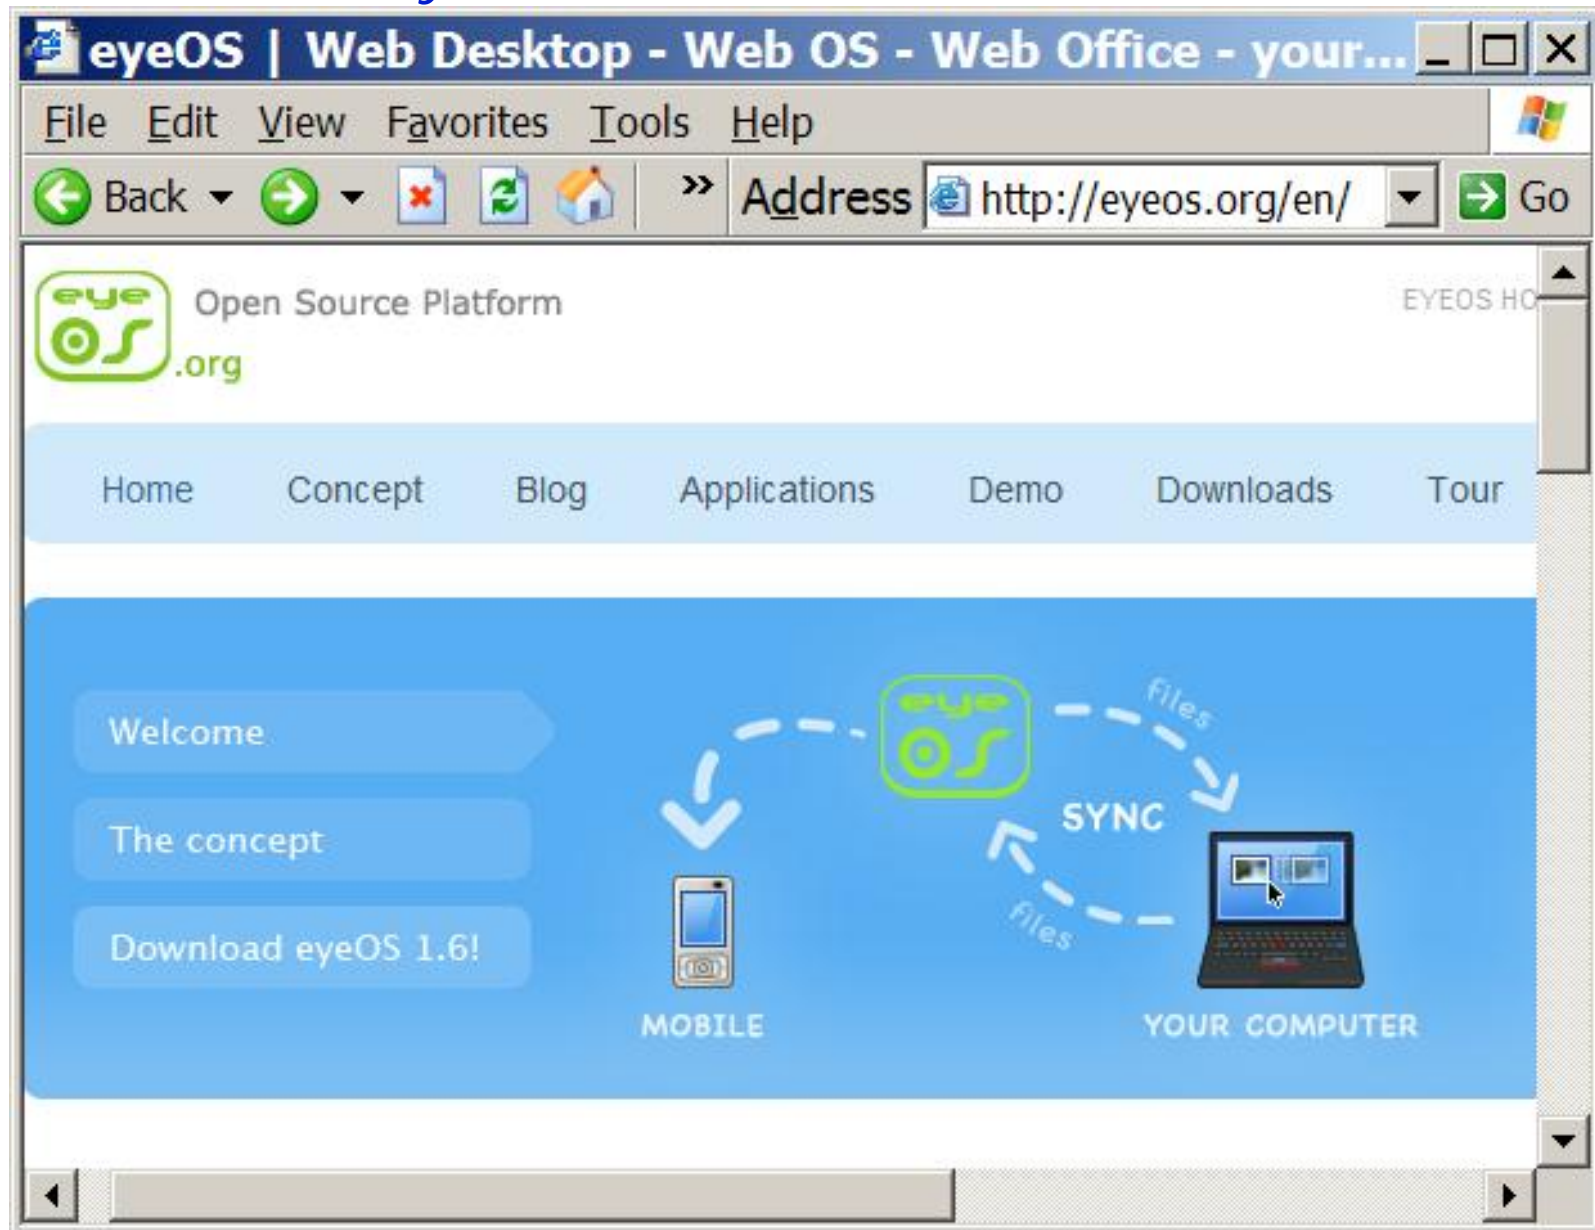 eyeOS | Web Desktop - Web OS - Web Office - your...
File Edit View Favorites Tools Help
Back » Address http://eyeos.org/en/ Go
eye OS .org
Open Source Platform
EYEOS HO
Home Concept Blog Applications Demo Downloads Tour
Welcome
The concept
Download eyeOS 1.6!
eye OS
files
SYNC
files
MOBILE
YOUR COMPUTER